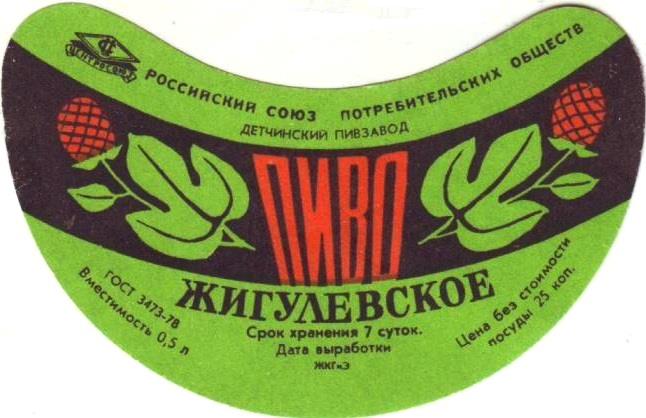 ЦЕНТРОСОЮЗ
РОССИЙСКИЙ СОЮЗ ПОТРЕБИТЕЛЬСКИХ ОБЩЕСТВ
ДЕТЧИНСКИЙ ПИВЗАВОД
ПИВО
ЖИГУЛЕВСКОЕ
ГОСТ 3473-78
Вместимость 0,5 л
Срок хранения 7 суток.
Дата выработки
ЖКГиЭ
Цена без стоимости
посуды 25 коп.